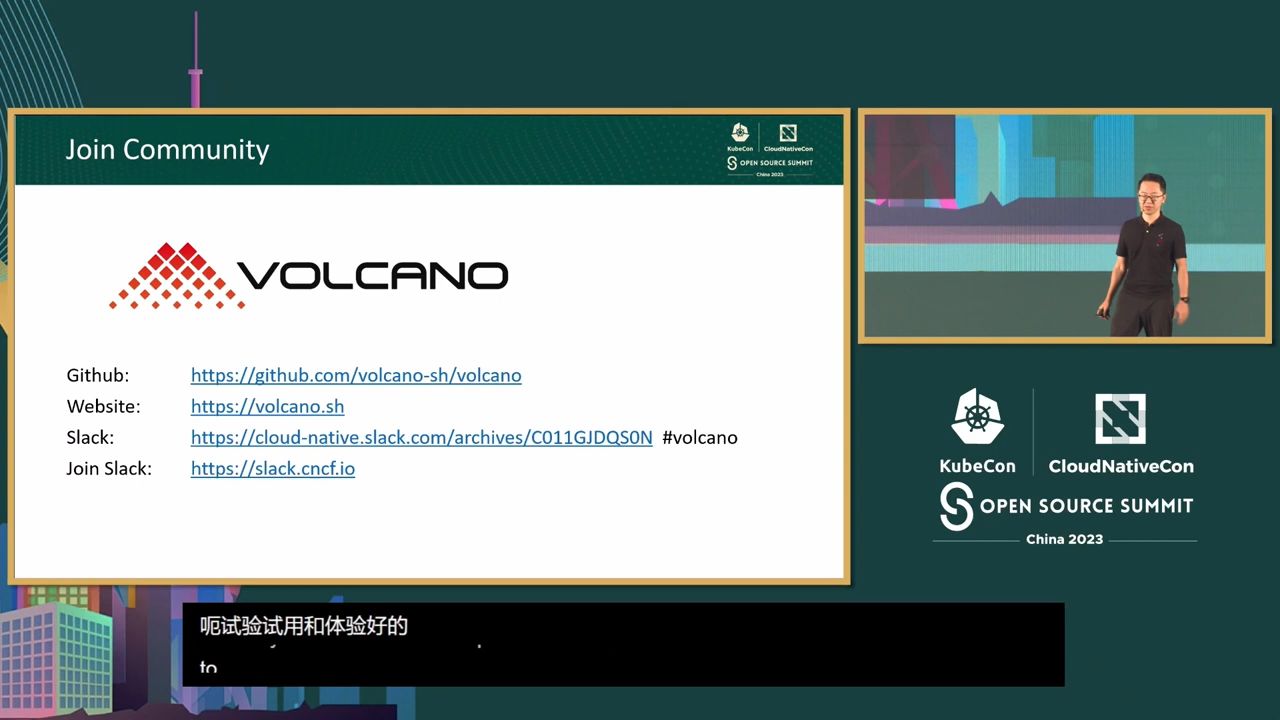 Join Community
KubeCon
CloudNativeCon
OPEN SOURCE SUMMIT
China 2023
VOLCANO
Github: https://github.com/volcano-sh/volcano
Website: https://volcano.sh
Slack: https://cloud-native.slack.com/archives/C011GJDQS0N #volcano
Join Slack: https://slack.cncf.io
KubeCon
CloudNativeCon
OPEN SOURCE SUMMIT
China 2023
呃试验试用和体验好的
to